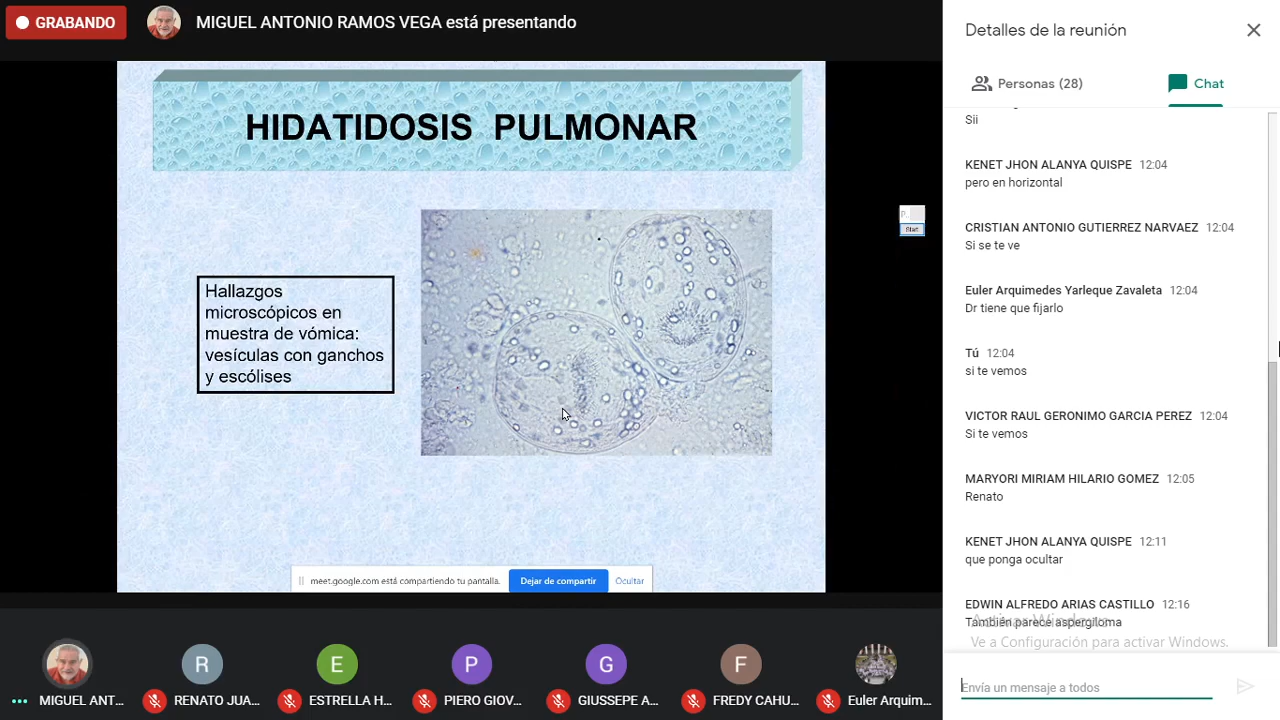 GRABANDO
MIGUEL ANTONIO RAMOS VEGA está presentando
HIDATIDOSIS PULMONAR
Hallazgos
microscópicos en
muestra de vómica:
vesículas con ganchos
y escólises
P..
Stat
meet.google.com está compartiendo tu pantalla.
Dejar de compartir
Ocultar
MIGUEL ANT...
RENATO JUA...
ESTRELLA H...
PIERO GIOV...
GIUSSEPE A...
FREDY CAHU...
Euler Arquim...
R
E
P
G
F
Detalles de la reunión
Personas (28)
Chat
Sii
KENET JHON ALANYA QUISPE 12:04
pero en horizontal
CRISTIAN ANTONIO GUTIERREZ NARVAEZ 12:04
Si se te ve
Euler Arquimedes Yarleque Zavaleta 12:04
Dr tiene que fijarlo
Tú 12:04
si te vemos
VICTOR RAUL GERONIMO GARCIA PEREZ 12:04
Si te vemos
MARYORI MIRIAM HILARIO GOMEZ 12:05
Renato
KENET JHON ALANYA QUISPE 12:11
que ponga ocultar
EDWIN ALFREDO ARIAS CASTILLO 12:16
También parece aspergiloma
Activar Windows
Ve a Configuración para activar Windows.
Envía un mensaje a todos